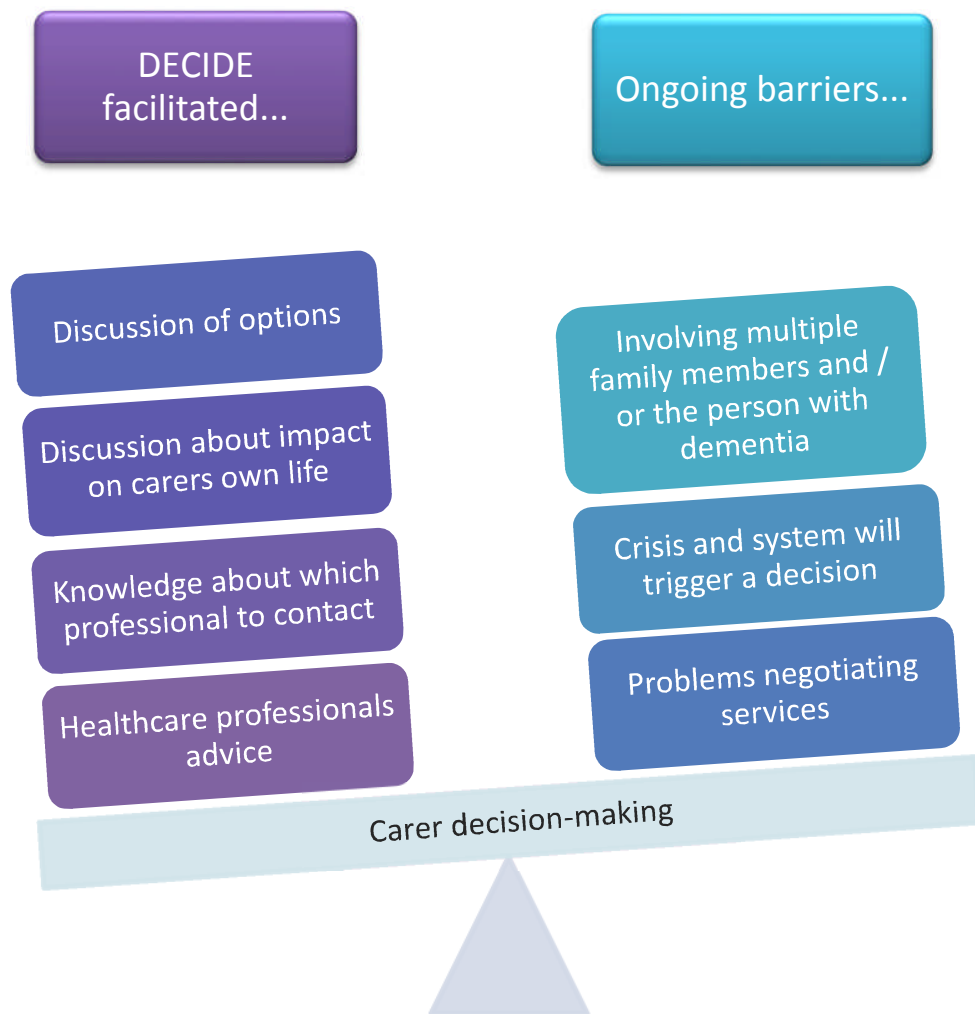 DECIDE
facilitated...
Ongoing barriers...
Discussion of options
Discussion about impact
on carers own life
Knowledge about which
professional to contact
Healthcare professionals
advice
Involving multiple
family members and /
or the person with
dementia
Crisis and system will
trigger a decision
Problems negotiating
services
Carer decision-making